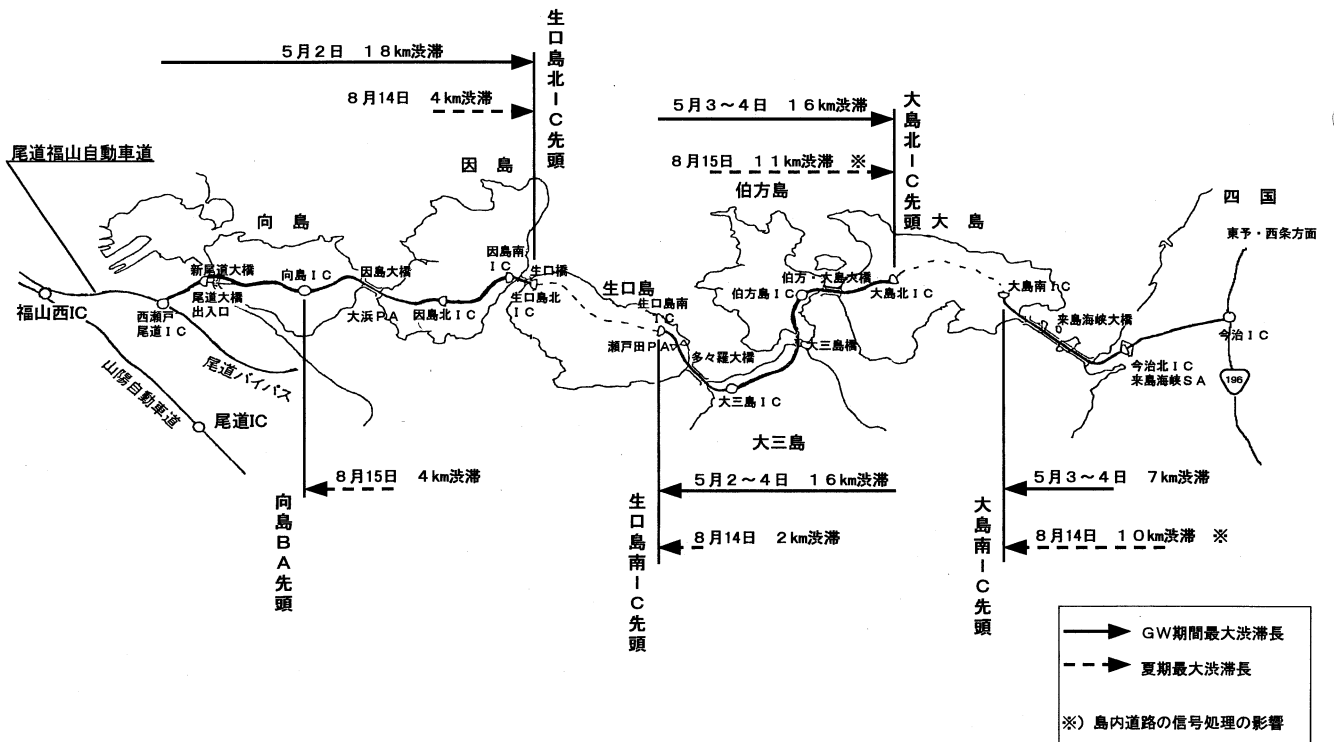 生口島北ＩＣ先頭
５月２日　１８km渋滞
８月14日　４km渋滞
５月３～４日　１６km渋滞
８月15日　１１km渋滞　※
大島北ＩＣ先頭
尾道福山自動車道
因　島
伯方島
四　国
向　島
大　島
東予・西条方面
新尾道大橋
向島ＩＣ
因島大橋
因島南
ＩＣ
生口橋
生口島
伯方・大島大橋
大島北ＩＣ
大島南ＩＣ
福山西IC
西瀬戸
尾道ＩＣ
尾道大橋
出入口
大浜ＰＡ
因島北ＩＣ
生口島北
ＩＣ
生口島南
ＩＣ
瀬戸田ＰＡ
多々羅大橋
伯方島ＩＣ
大三島橋
来島海峡大橋
今治ＩＣ
今治北ＩＣ
来島海峡ＳＡ
196
尾道バイパス
山陽自動車道
尾道IC
大三島ＩＣ
大三島
８月15日　４km渋滞
向島ＢＡ先頭
５月２～４日　１６km渋滞
８月14日　２km渋滞
生口島南ＩＣ先頭
５月３～４日　７km渋滞
８月14日　１０km渋滞　※
大島南ＩＣ先頭
ＧＷ期間最大渋滞長
夏期最大渋滞長
※）島内道路の信号処理の影響